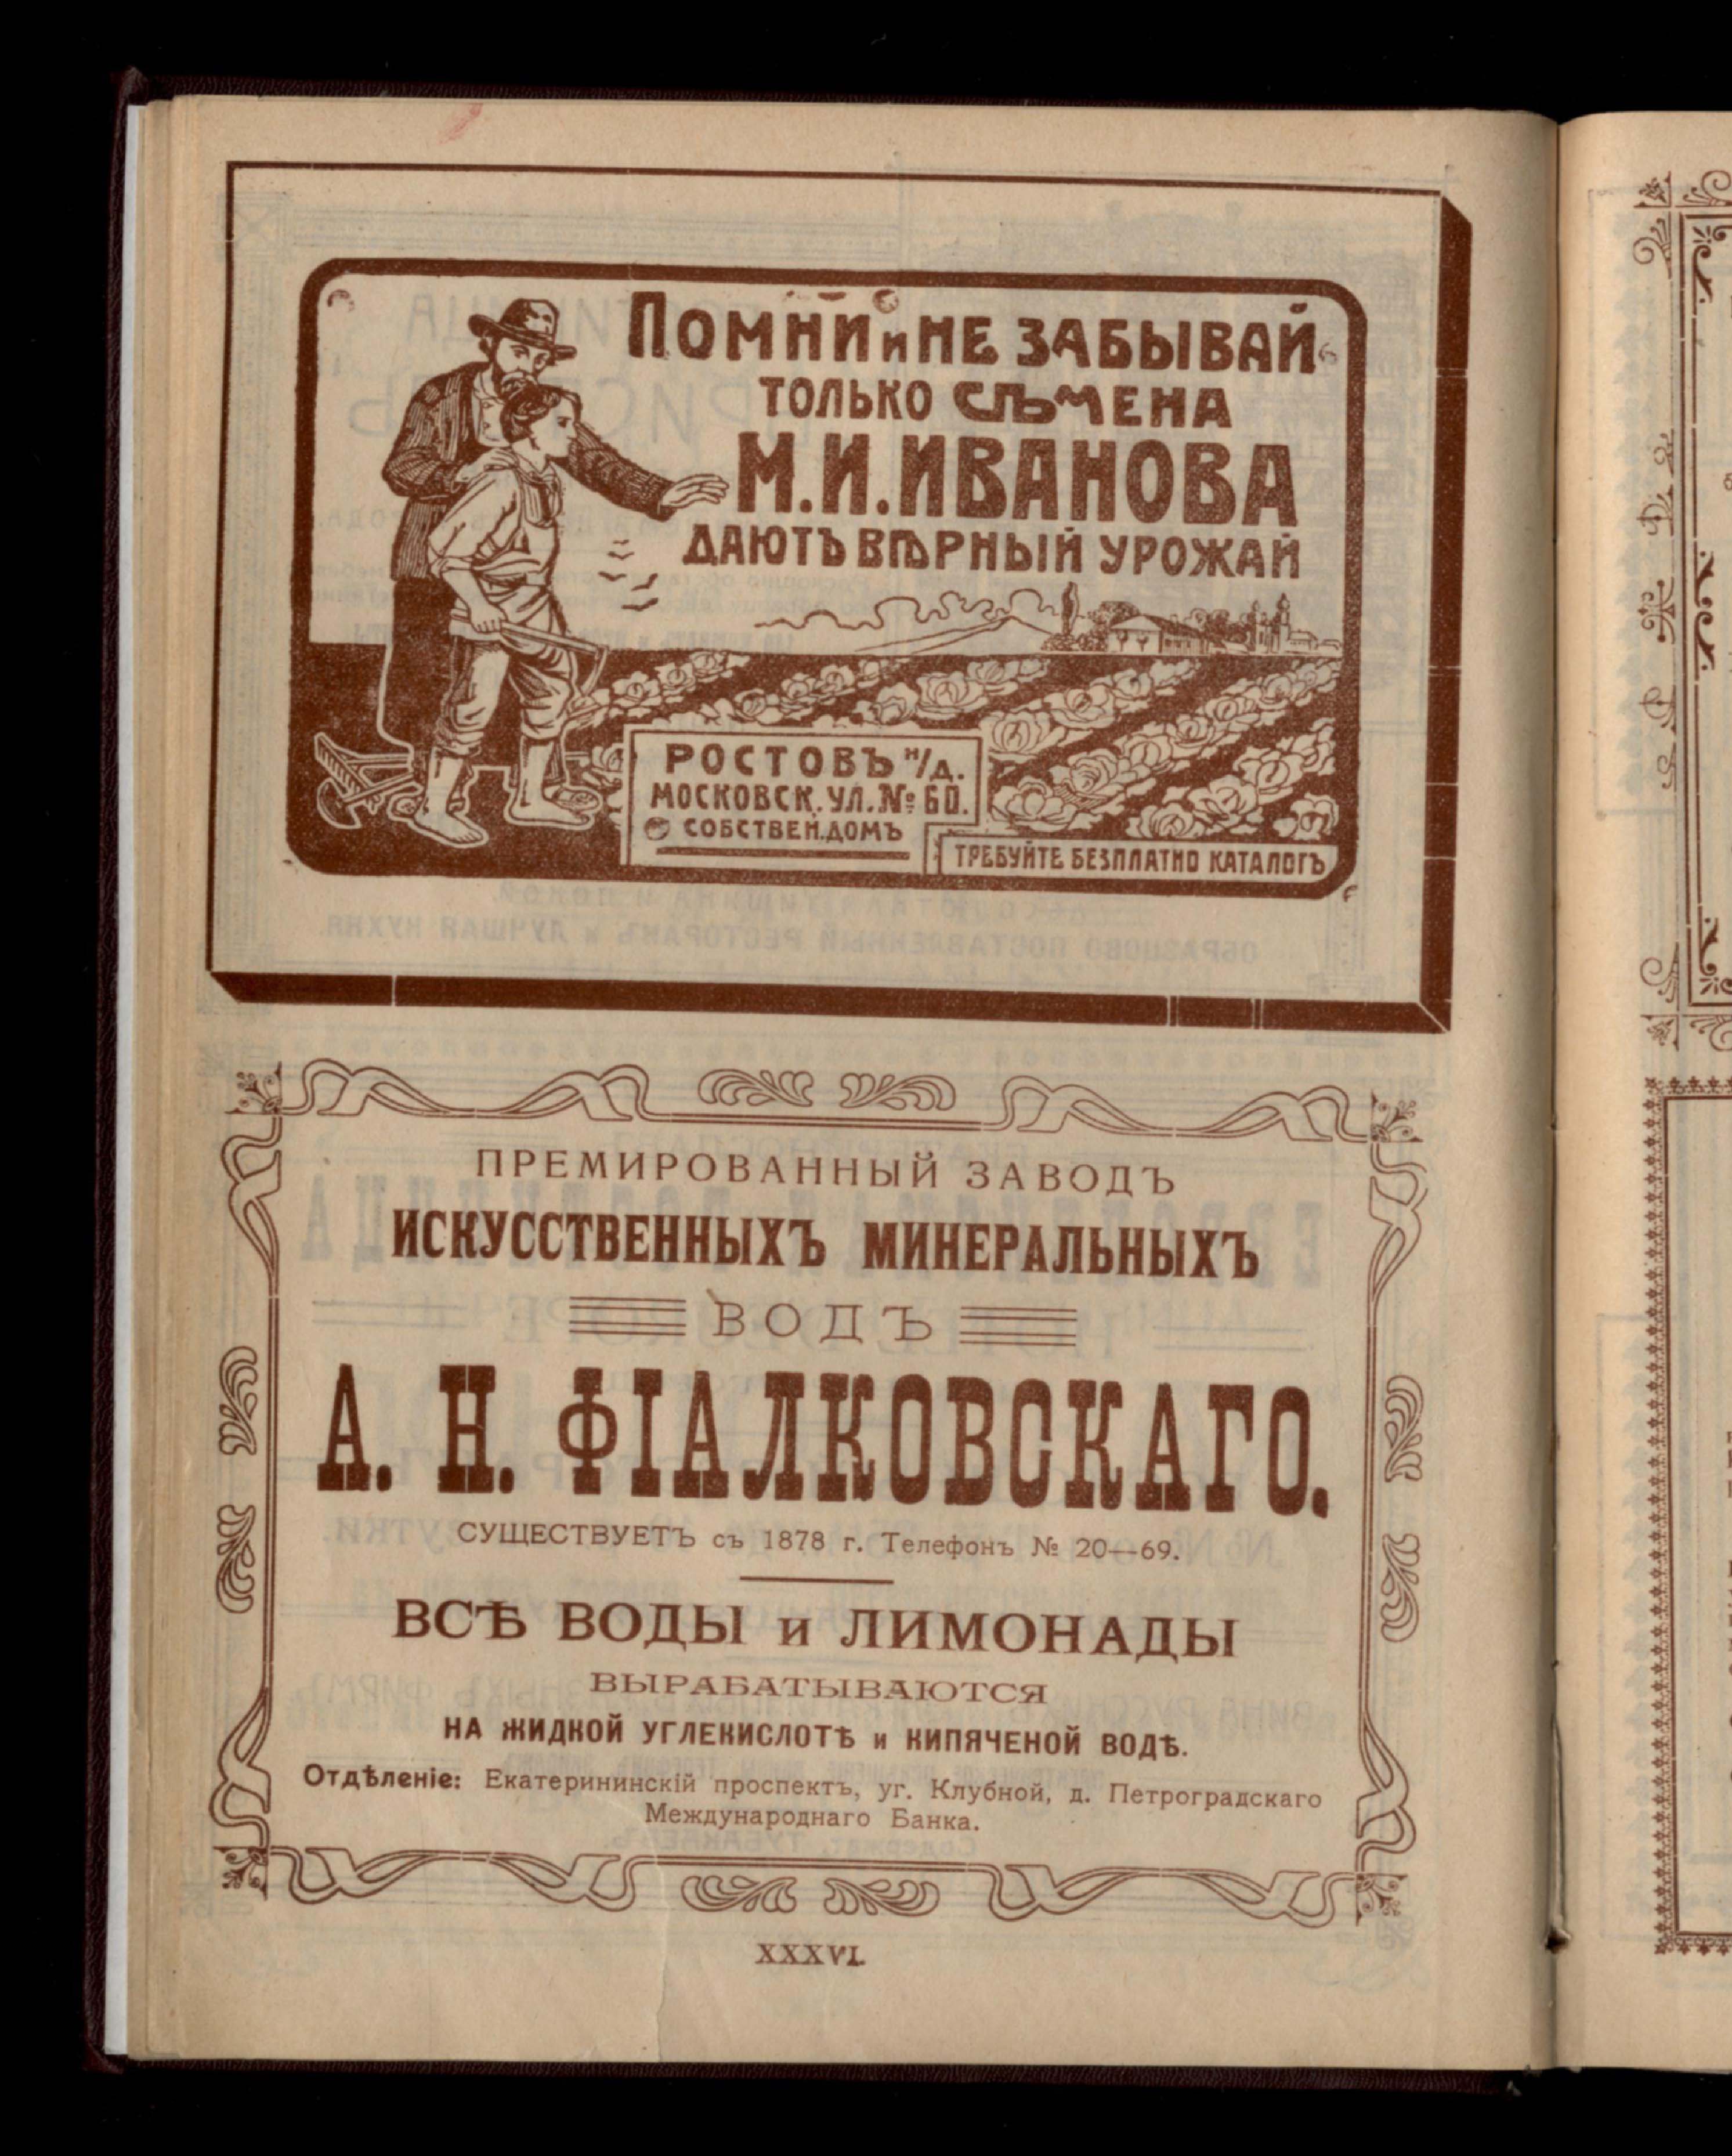 Помни и не забывай
только сѣмена
М. И. ИВАНОВА
даютъ вѣрный урожай
РОСТОВЪ н/Д.
МОСКОВСК. УЛ. № 60.
СОБСТВЕН. ДОМЪ
ТРЕБУЙТЕ БЕЗПЛАТНО КАТАЛОГЪ
ПРЕМИРОВАННЫЙ ЗАВОДЪ
ИСКУССТВЕННЫХЪ МИНЕРАЛЬНЫХЪ
ВОДЪ
А. Н. ФІАЛКОВСКАГО.
СУЩЕСТВУЕТЪ съ 1878 г. Телефонъ № 20—69.
ВСѢ ВОДЫ и ЛИМОНАДЫ
ВЫРАБАТЫВАЮТСЯ
НА ЖИДКОЙ УГЛЕКИСЛОТѢ и КИПЯЧЕНОЙ ВОДѢ.
Отдѣленіе: Екатерининскій проспектъ, уг. Клубной, д. Петроградскаго
Международнаго Банка.
XXXVI.